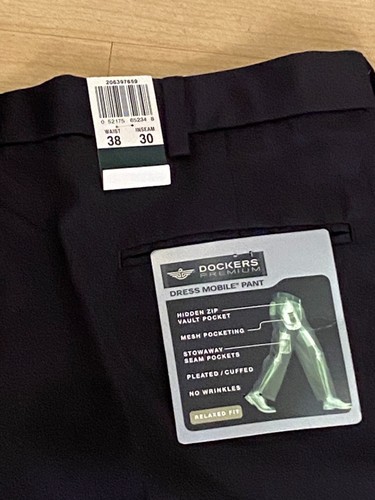 206397659
0 52175 65234 8
WAIST INSEAM
38 30
DOCKERS
PREMIUM
DRESS MOBILE® PANT
HIDDEN ZIP
VAULT POCKET
MESH POCKETING
STOWAWAY
SEAM POCKETS
PLEATED / CUFFED
NO WRINKLES
RELAXED FIT